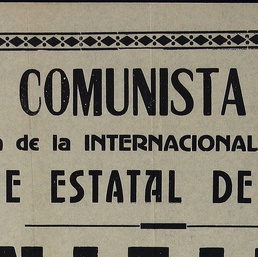 COMUNISTA
de la INTERNACIONAL
E ESTATAL DE